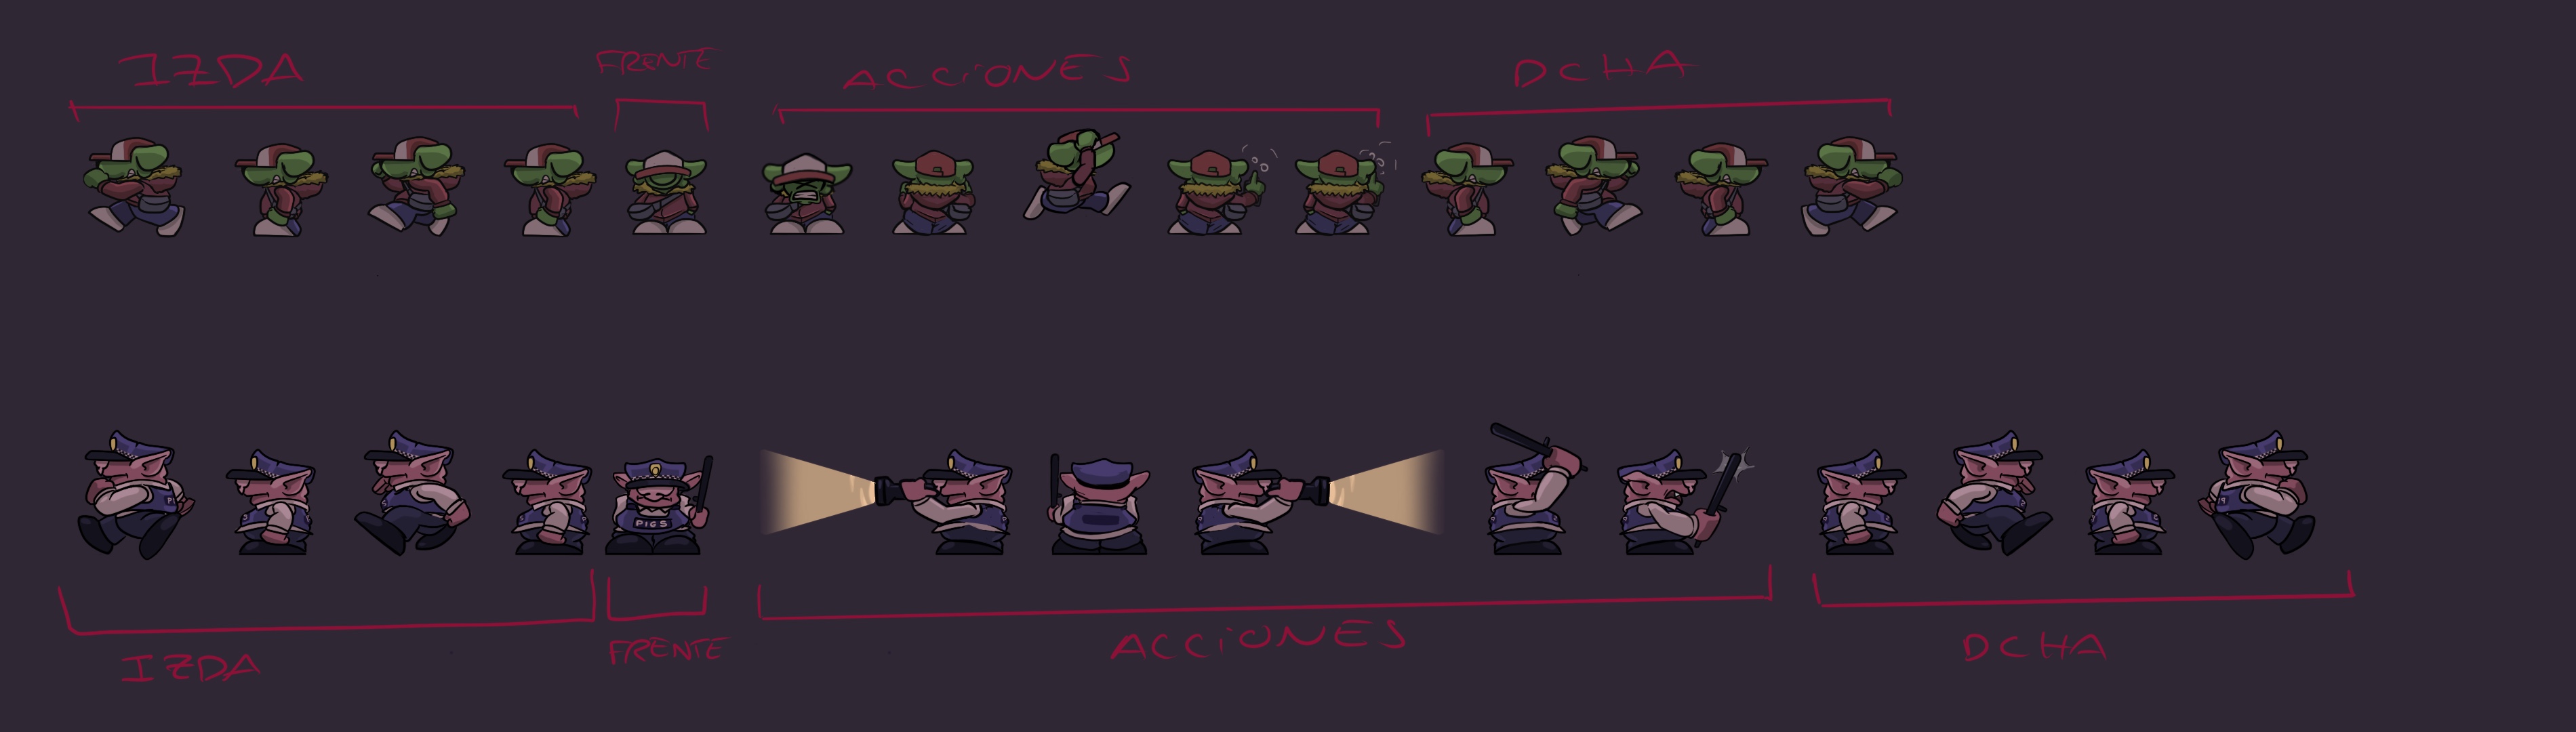 IZDA
FRENTE
ACCiONES
DCHA
PIGS
IZDA
FRENTE
ACCiONES
DCHA